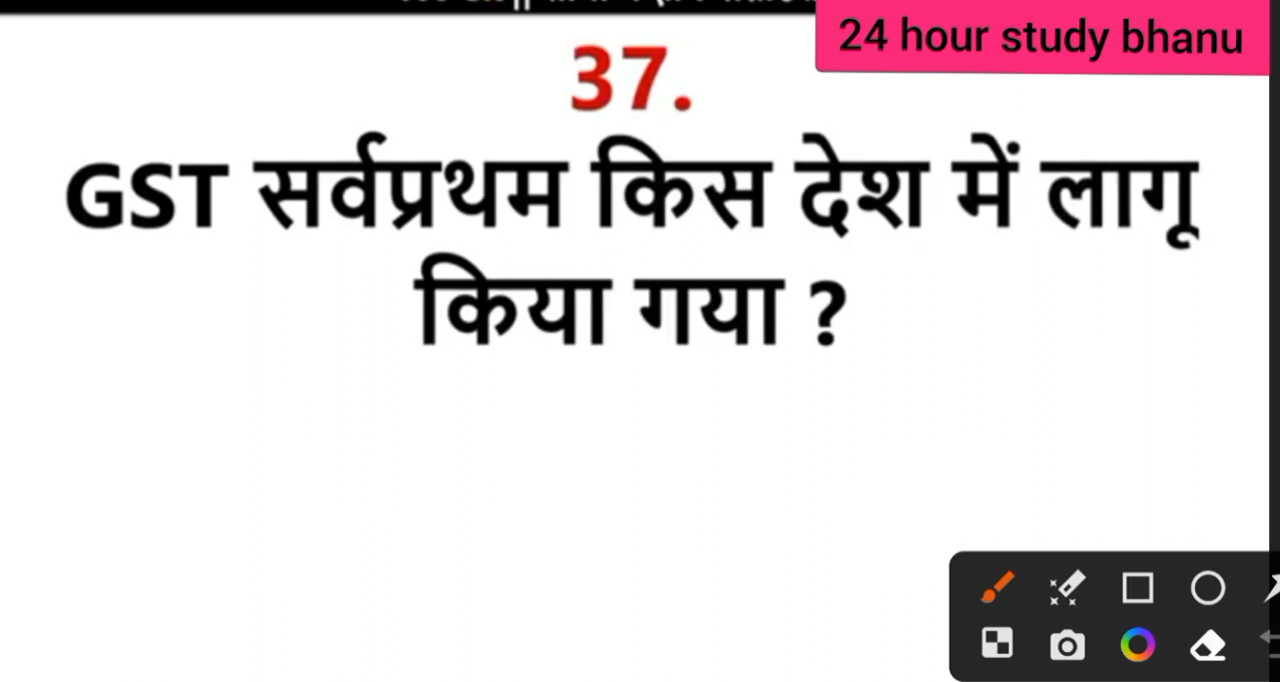 24 hour study bhanu
37.
GST सर्वप्रथम किस देश में लागू
किया गया ?